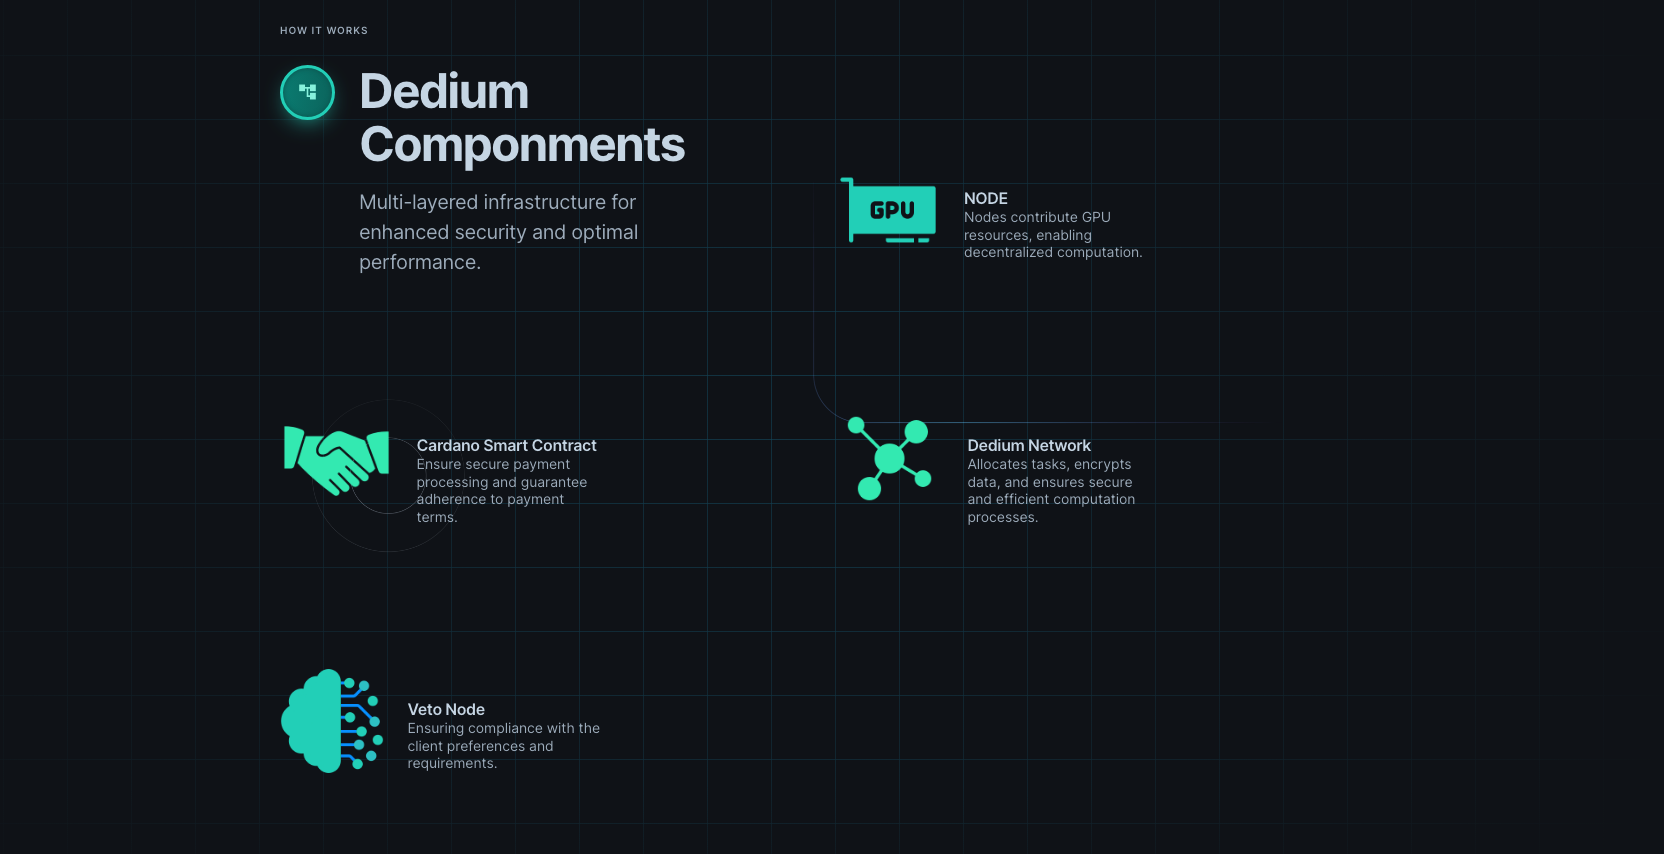 HOW IT WORKS
Dedium
Componments
Multi-layered infrastructure for
enhanced security and optimal
performance.
GPU
NODE
Nodes contribute GPU
resources, enabling
decentralized computation.
Cardano Smart Contract
Ensure secure payment
processing and guarantee
adherence to payment
terms.
Dedium Network
Allocates tasks, encrypts
data, and ensures secure
and efficient computation
processes.
Veto Node
Ensuring compliance with the
client preferences and
requirements.